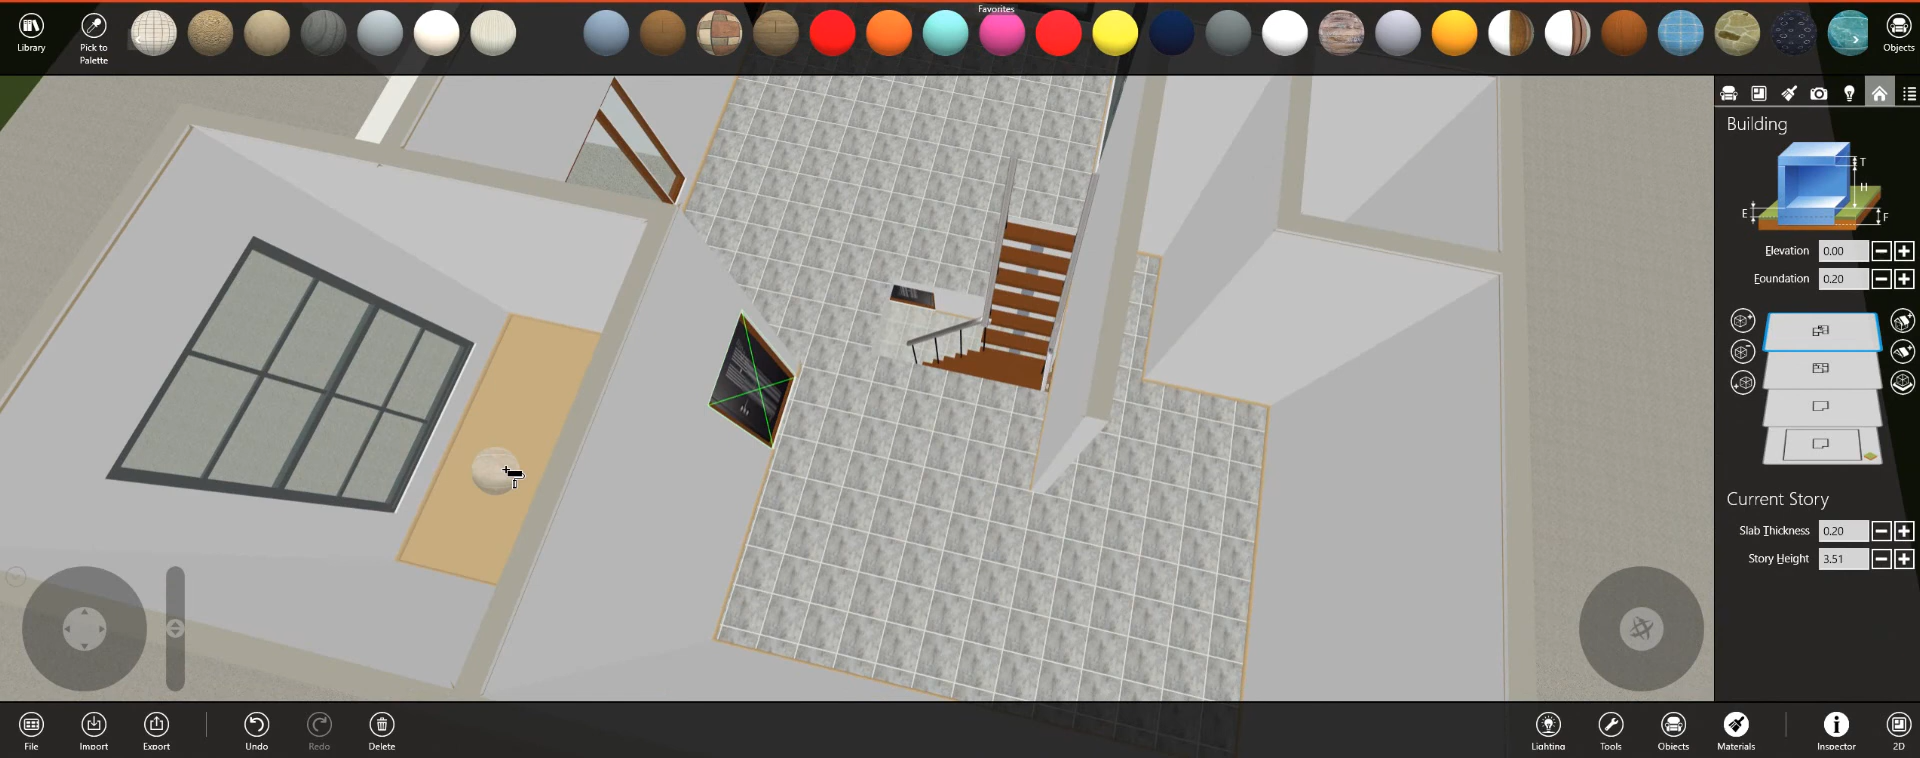 Favorites
Library
Pick to
Palette
Objects
Building
T
H
E
F
Elevation 0.00
Foundation 0.20
Current Story
Slab Thickness 0.20
Story Height 3.51
File
Import
Export
Undo
Redo
Delete
Lighting
Tools
Objects
Materials
Inspector
2D